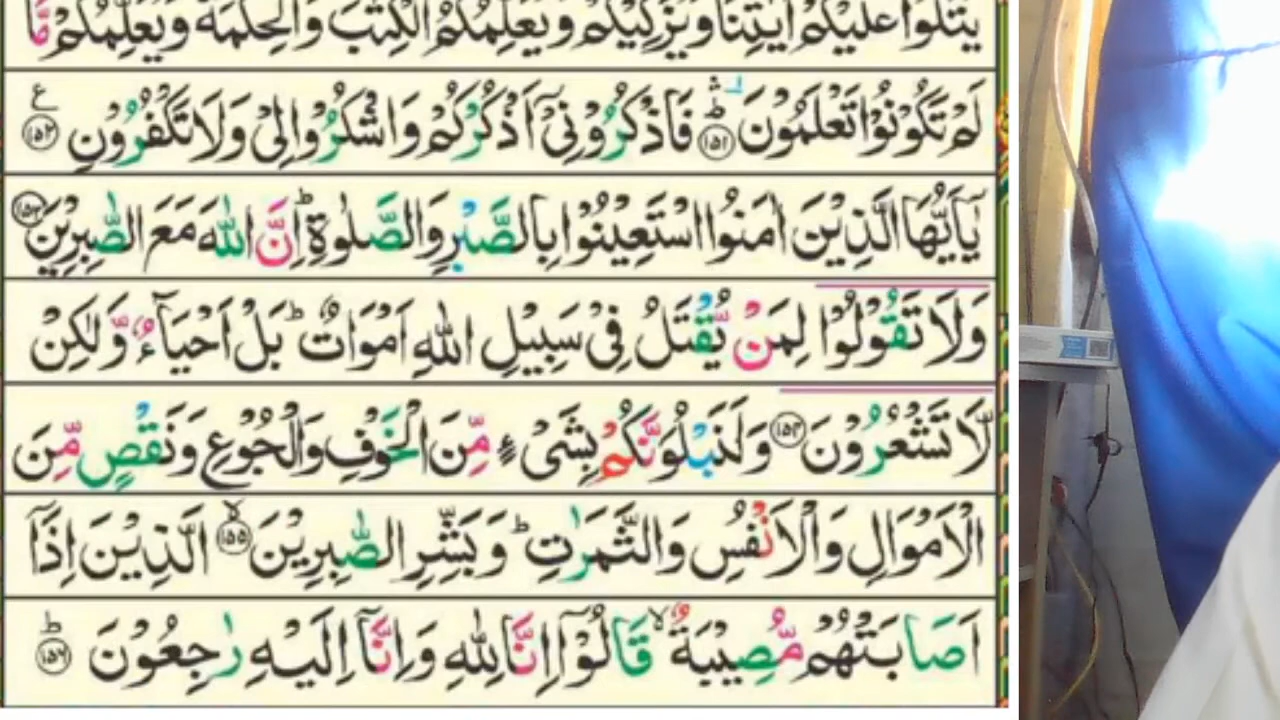 يَتْلُوْا عَلَيْكُمْ اٰيٰتِنَا وَيُزَكِّيْكُمْ وَيُعَلِّمُكُمُ الْكِتٰبَ وَالْحِكْمَةَ وَيُعَلِّمُكُمْ مَّا
لَمْ تَكُوْنُوْا تَعْلَمُوْنَ ۛؕ ﴿۱۵۱﴾ فَاذْكُرُوْنِيْٓ اَذْكُرْكُمْ وَاشْكُرُوْا لِيْ وَلَا تَكْفُرُوْنِ ﴿۱۵۲﴾ ع
يٰٓاَيُّهَا الَّذِيْنَ اٰمَنُوا اسْتَعِيْنُوْا بِالصَّبْرِ وَالصَّلٰوةِ ؕ اِنَّ اللّٰهَ مَعَ الصّٰبِرِيْنَ ﴿۱۵۳﴾
وَلَا تَقُوْلُوْا لِمَنْ يُّقْتَلُ فِيْ سَبِيْلِ اللّٰهِ اَمْوَاتٌ ؕ بَلْ اَحْيَآءٌ وَّلٰكِنْ
لَّا تَشْعُرُوْنَ ﴿۱۵۴﴾ وَلَنَبْلُوَنَّكُمْ بِشَيْءٍ مِّنَ الْخَوْفِ وَالْجُوْعِ وَنَقْصٍ مِّنَ
الْاَمْوَالِ وَالْاَنْفُسِ وَالثَّمَرٰتِ ؕ وَبَشِّرِ الصّٰبِرِيْنَ ۙ ﴿۱۵۵﴾ الَّذِيْنَ اِذَآ
اَصَابَتْهُمْ مُّصِيْبَةٌ ۙ قَالُوْٓا اِنَّا لِلّٰهِ وَاِنَّآ اِلَيْهِ رٰجِعُوْنَ ؕ ﴿۱۵۶﴾